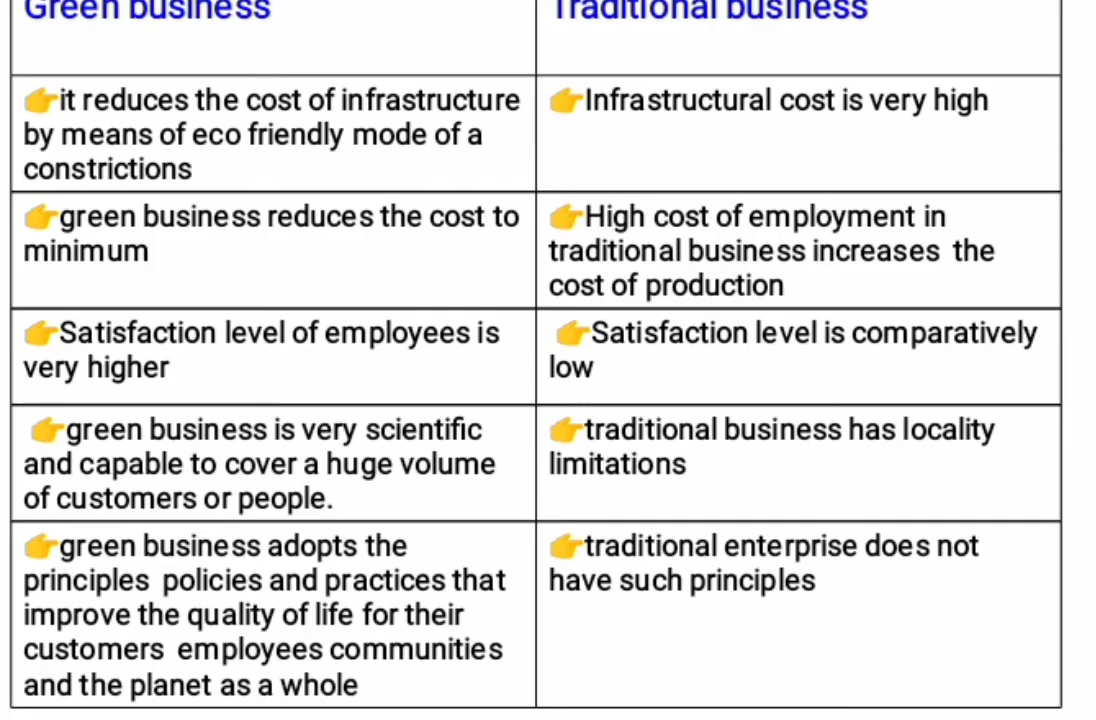 Green business
Traditional business
👉it reduces the cost of infrastructure
by means of eco friendly mode of a
constrictions
👉Infrastructural cost is very high
👉green business reduces the cost to
minimum
👉High cost of employment in
traditional business increases the
cost of production
👉Satisfaction level of employees is
very higher
👉Satisfaction level is comparatively
low
👉green business is very scientific
and capable to cover a huge volume
of customers or people.
👉traditional business has locality
limitations
👉green business adopts the
principles policies and practices that
improve the quality of life for their
customers employees communities
and the planet as a whole
👉traditional enterprise does not
have such principles